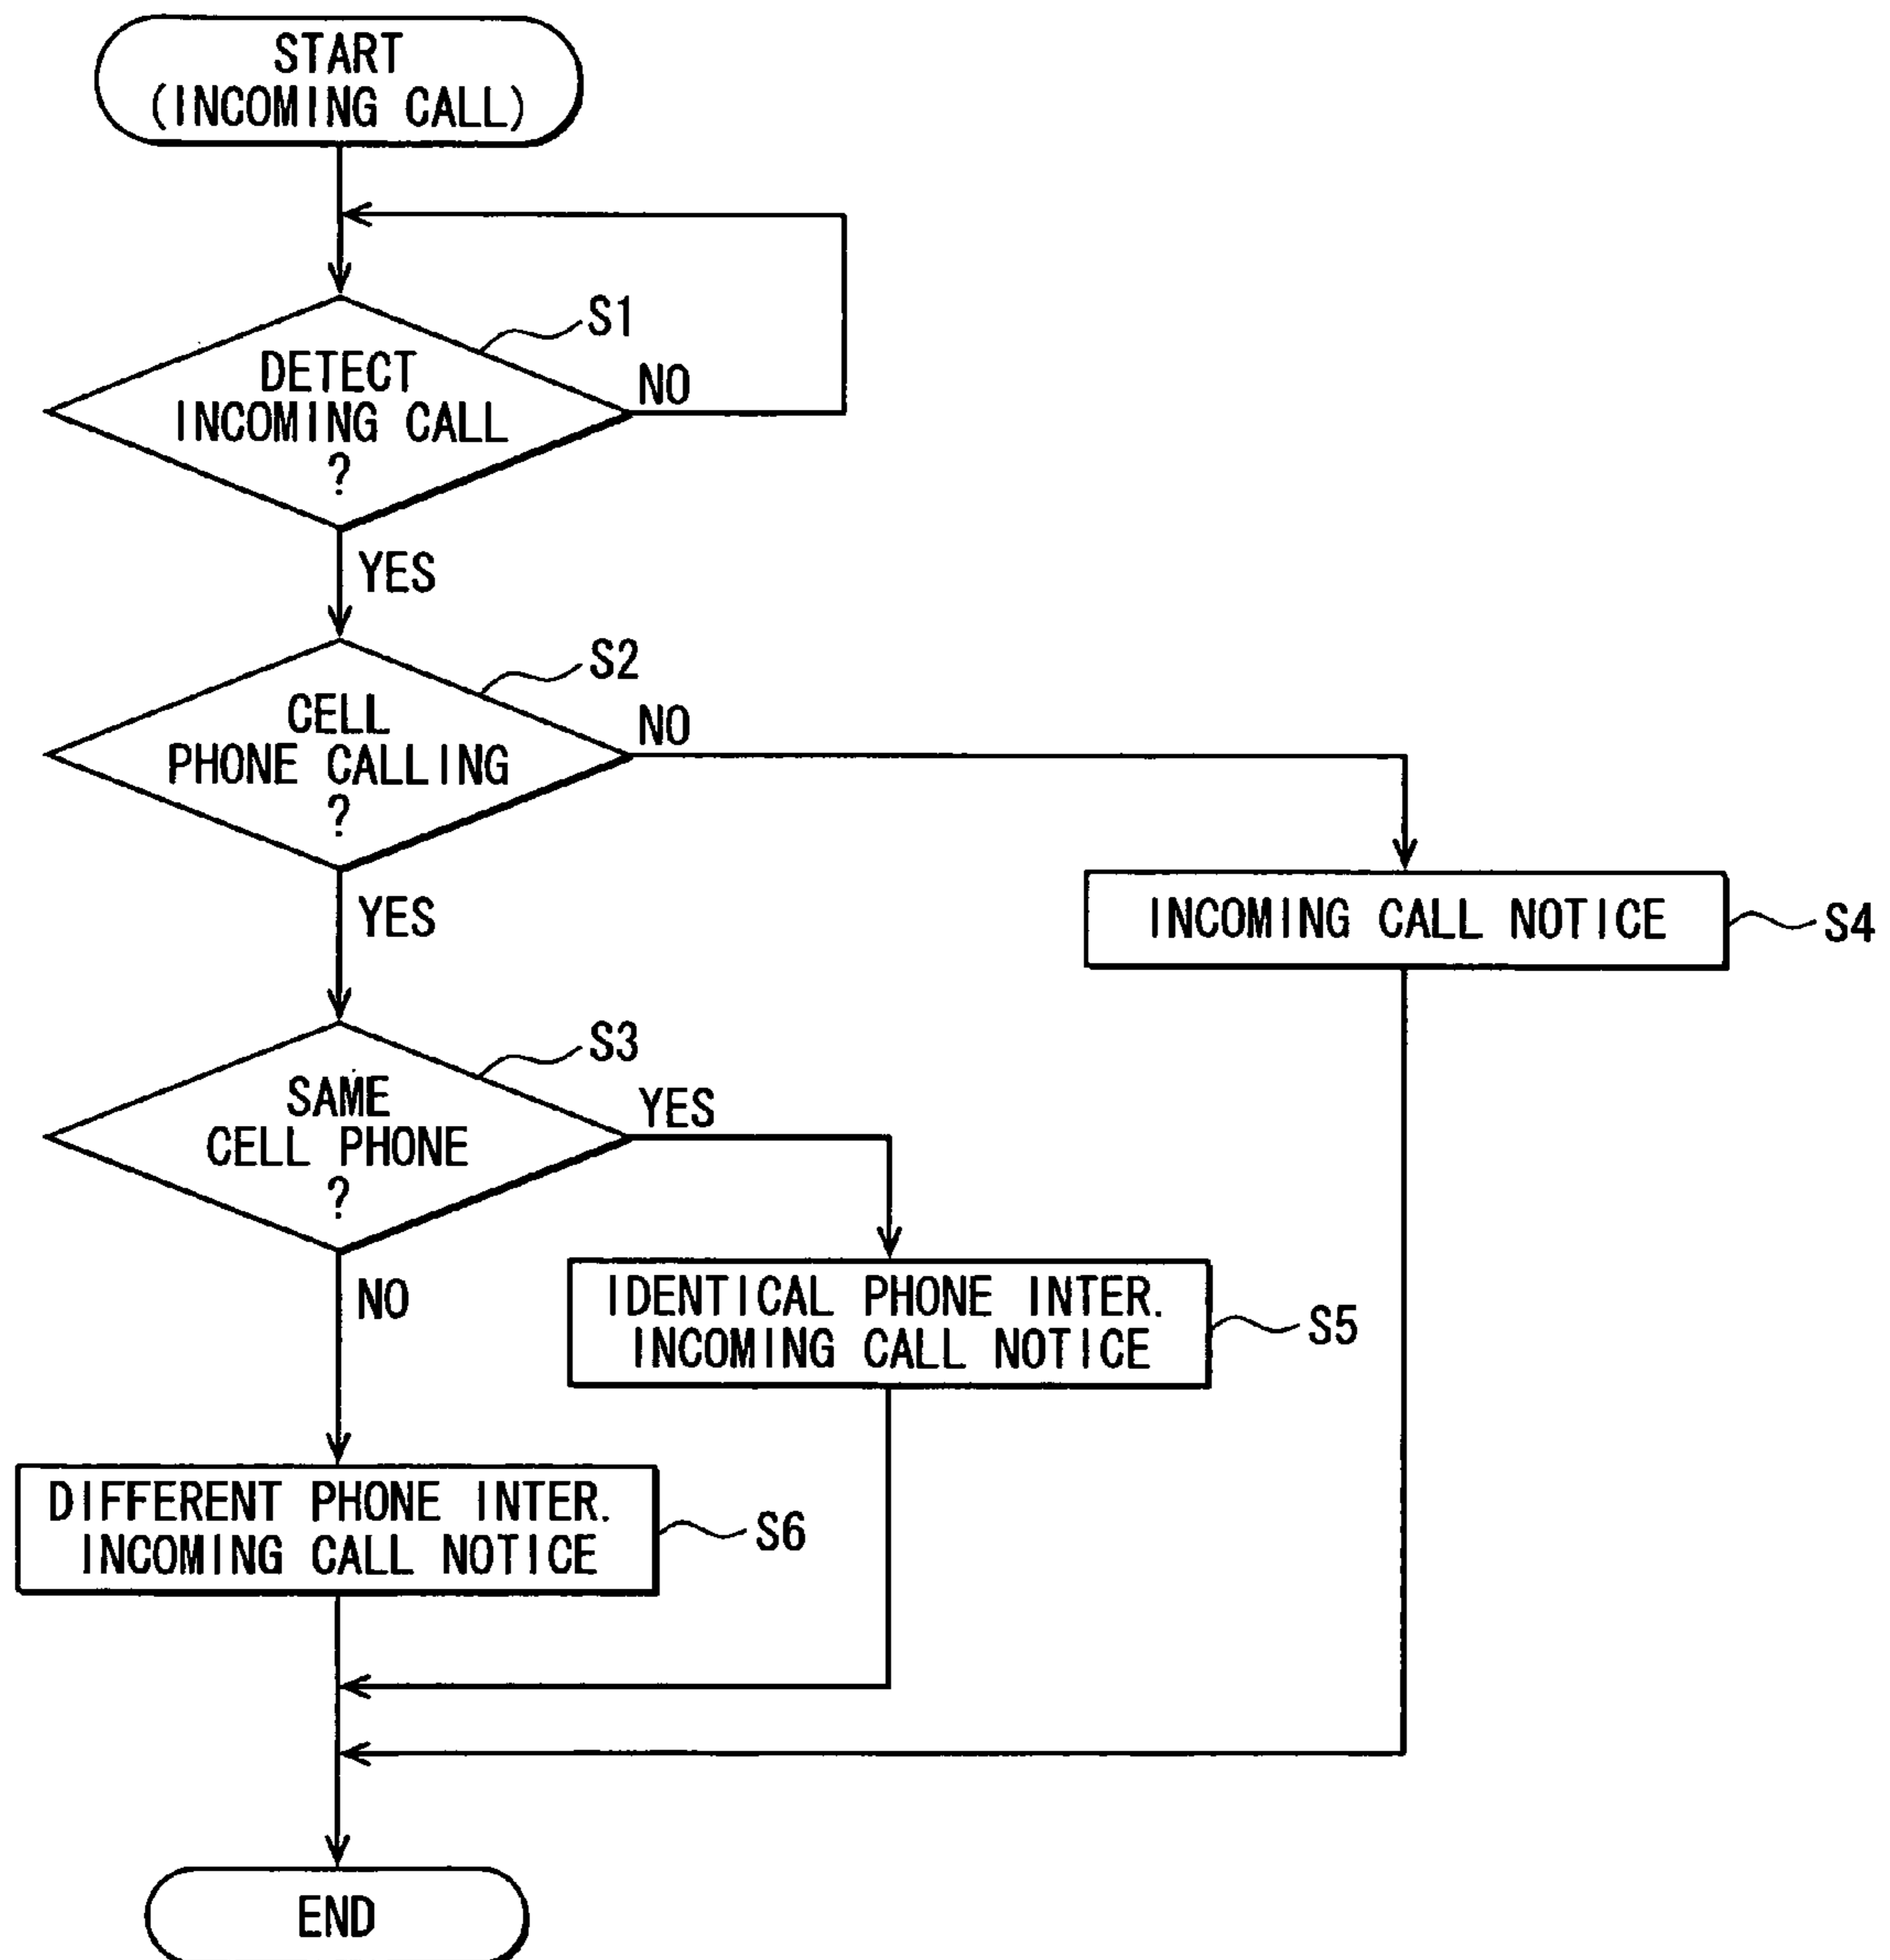 START
(INCOMING CALL)
S1
DETECT
INCOMING CALL
?
NO
YES
S2
CELL
PHONE CALLING
?
NO
YES
INCOMING CALL NOTICE
S4
S3
SAME
CELL PHONE
?
YES
NO
IDENTICAL PHONE INTER.
INCOMING CALL NOTICE
S5
DIFFERENT PHONE INTER.
INCOMING CALL NOTICE
S6
END